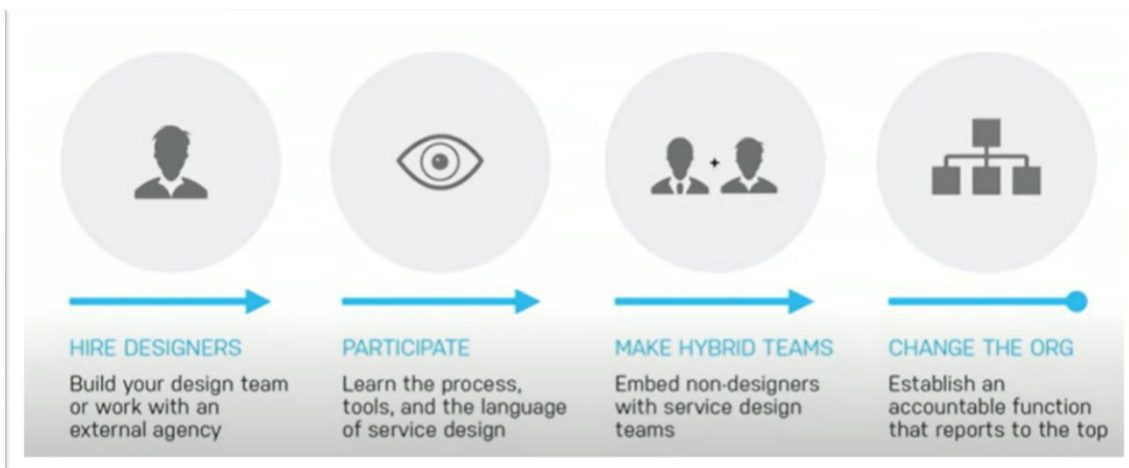 HIRE DESIGNERS
Build your design team
or work with an
external agency
PARTICIPATE
Learn the process,
tools, and the language
of service design
MAKE HYBRID TEAMS
Embed non-designers
with service design
teams
CHANGE THE ORG
Establish an
accountable function
that reports to the top